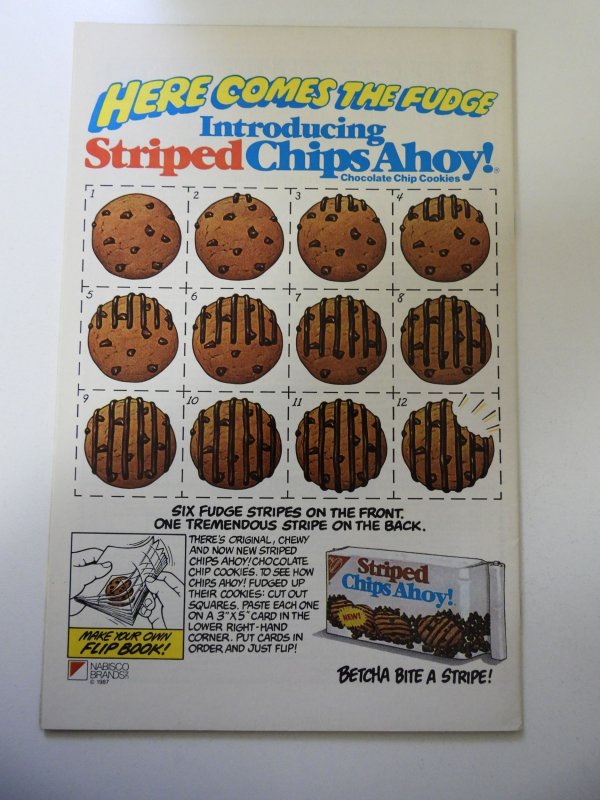 HERE COMES THE FUDGE
Introducing
Striped Chips Ahoy!®
Chocolate Chip Cookies
1 2 3 4
5 6 7 8
9 10 11 12
SIX FUDGE STRIPES ON THE FRONT.
ONE TREMENDOUS STRIPE ON THE BACK.
THERE'S ORIGINAL, CHEWY
AND NOW NEW STRIPED
CHIPS AHOY! CHOCOLATE
CHIP COOKIES. TO SEE HOW
CHIPS AHOY! FUDGED UP
THEIR COOKIES: CUT OUT
SQUARES. PASTE EACH ONE
ON A 3"X5" CARD IN THE
LOWER RIGHT-HAND
CORNER. PUT CARDS IN
ORDER AND JUST FLIP!
MAKE YOUR OWN
FLIP BOOK!
Striped
Chips Ahoy!
NEW!
BETCHA BITE A STRIPE!
NABISCO
BRANDS
© 1987